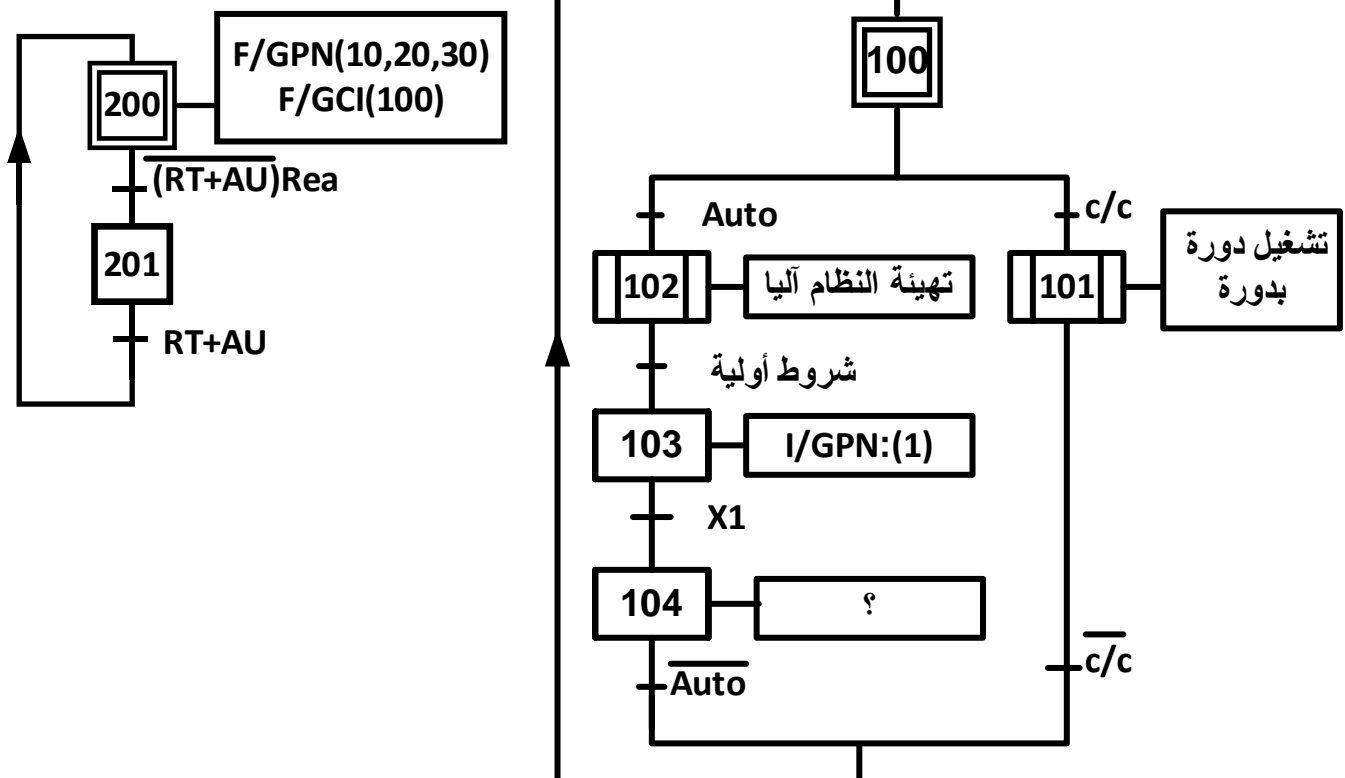 F/GPN(10,20,30)
F/GCI(100)
200
(RT+AU)Rea
201
RT+AU
100
Auto
c/c
102
تهيئة النظام آليا
101
تشغيل دورة
بدورة
شروط أولية
103
I/GPN:(1)
X1
104
؟
Auto
c/c